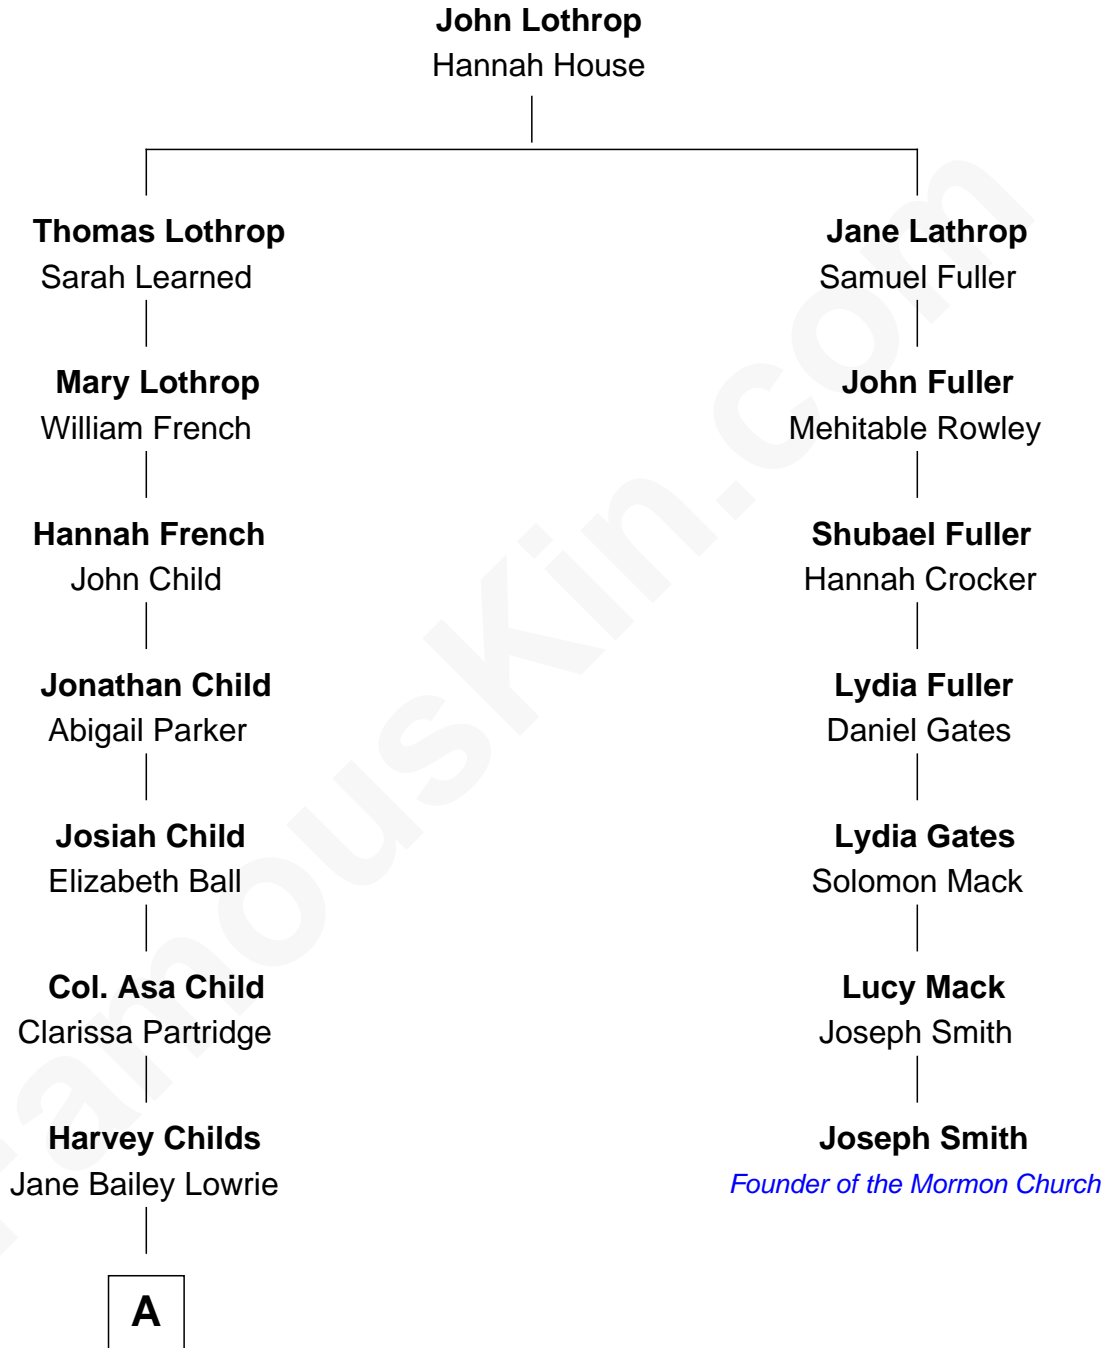 John Lothrop
Hannah House
Thomas Lothrop
Sarah Learned
Jane Lathrop
Samuel Fuller
Mary Lothrop
William French
John Fuller
Mehitable Rowley
Hannah French
John Child
Shubael Fuller
Hannah Crocker
Jonathan Child
Abigail Parker
Lydia Fuller
Daniel Gates
Josiah Child
Elizabeth Ball
Lydia Gates
Solomon Mack
Col. Asa Child
Clarissa Partridge
Lucy Mack
Joseph Smith
Harvey Childs
Jane Bailey Lowrie
Joseph Smith
Founder of the Mormon Church
A
FamousKin.com